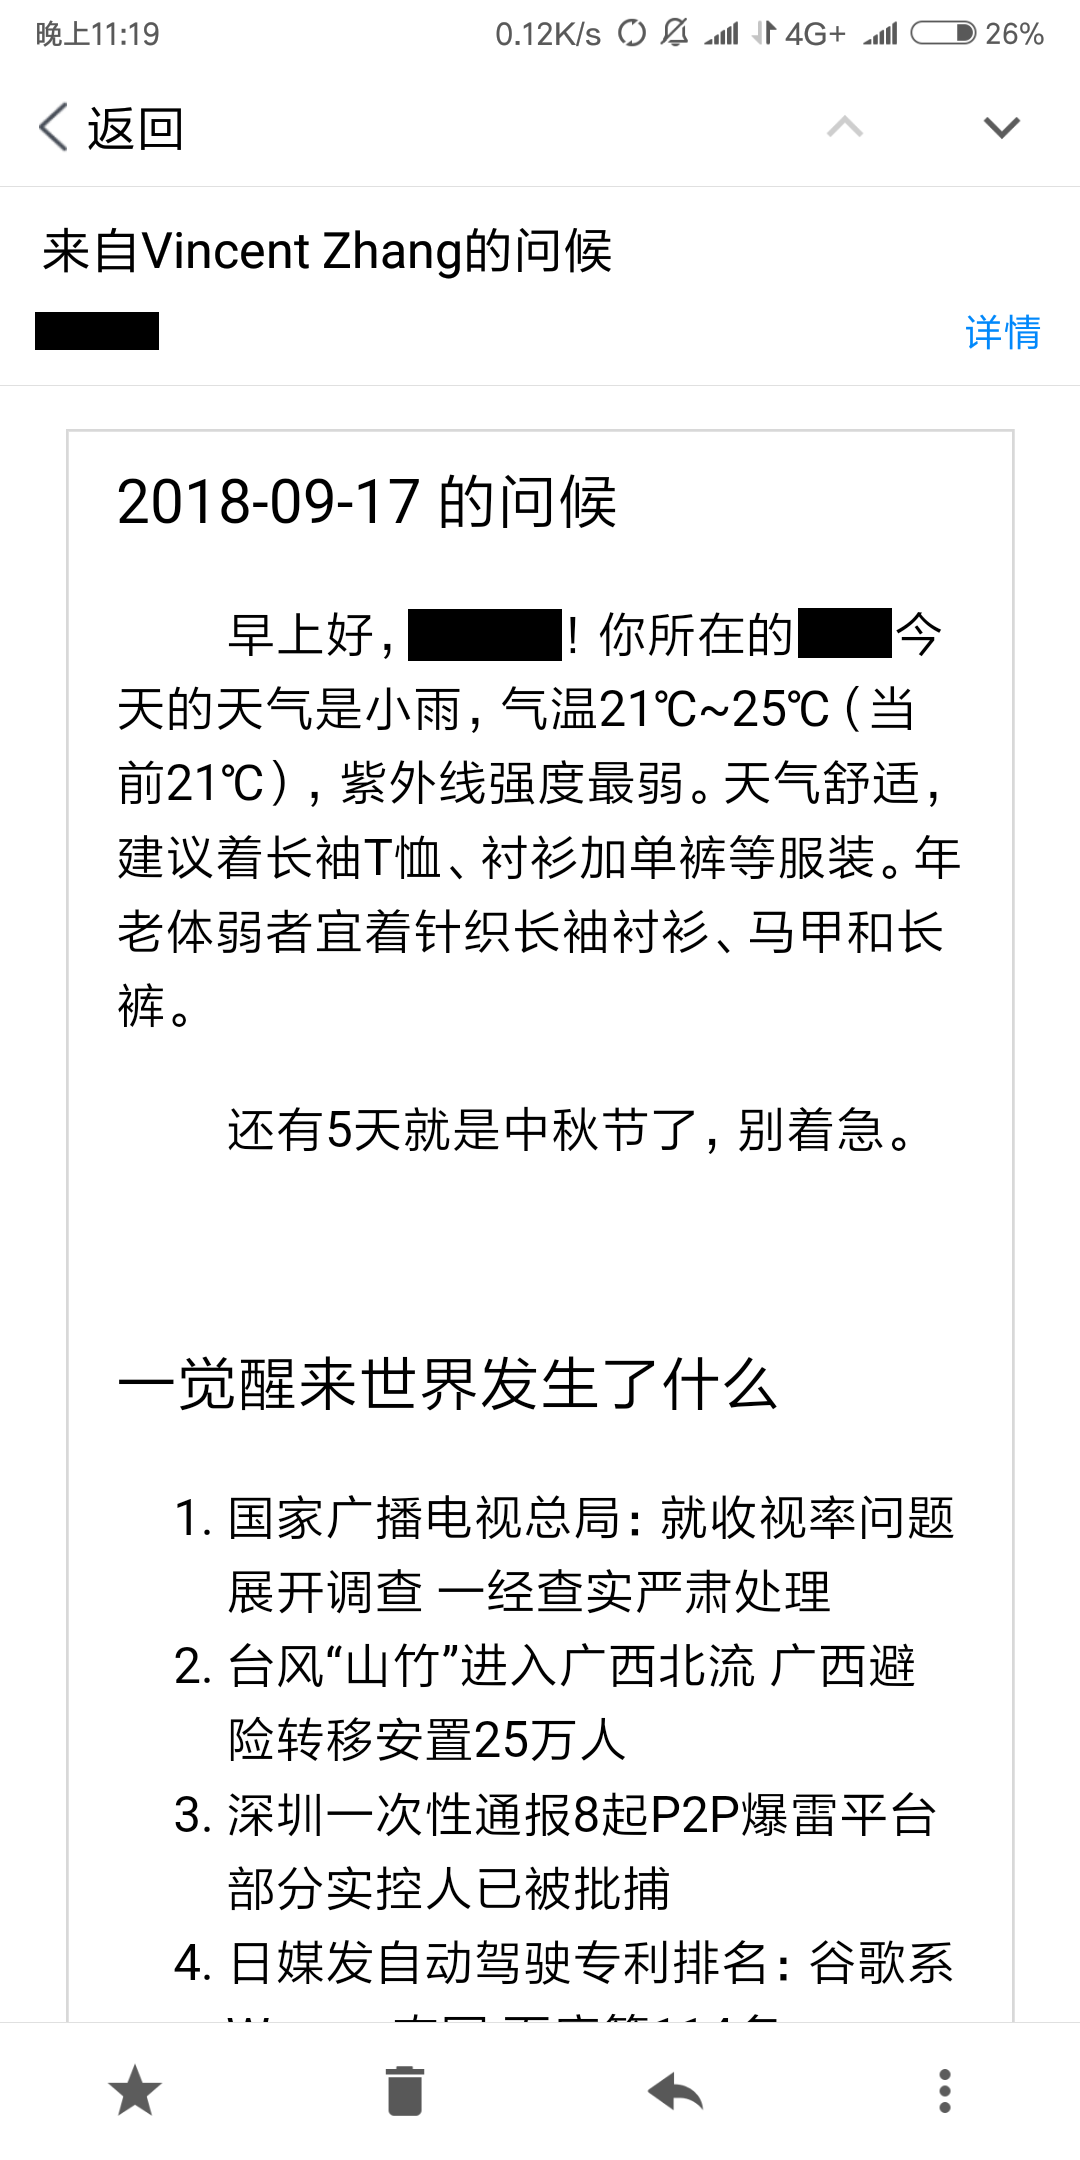 晚上11:19 0.12K/s 4G+ 26%
返回
来自Vincent Zhang的问候
详情
2018-09-17 的问候
早上好，！你所在的今
天的天气是小雨，气温21℃~25℃（当
前21℃），紫外线强度最弱。天气舒适，
建议着长袖T恤、衬衫加单裤等服装。年
老体弱者宜着针织长袖衬衫、马甲和长
裤。
还有5天就是中秋节了，别着急。
一觉醒来世界发生了什么
1. 国家广播电视总局：就收视率问题
展开调查 一经查实严肃处理
2. 台风“山竹”进入广西北流 广西避
险转移安置25万人
3. 深圳一次性通报8起P2P爆雷平台
部分实控人已被批捕
4. 日媒发自动驾驶专利排名：谷歌系